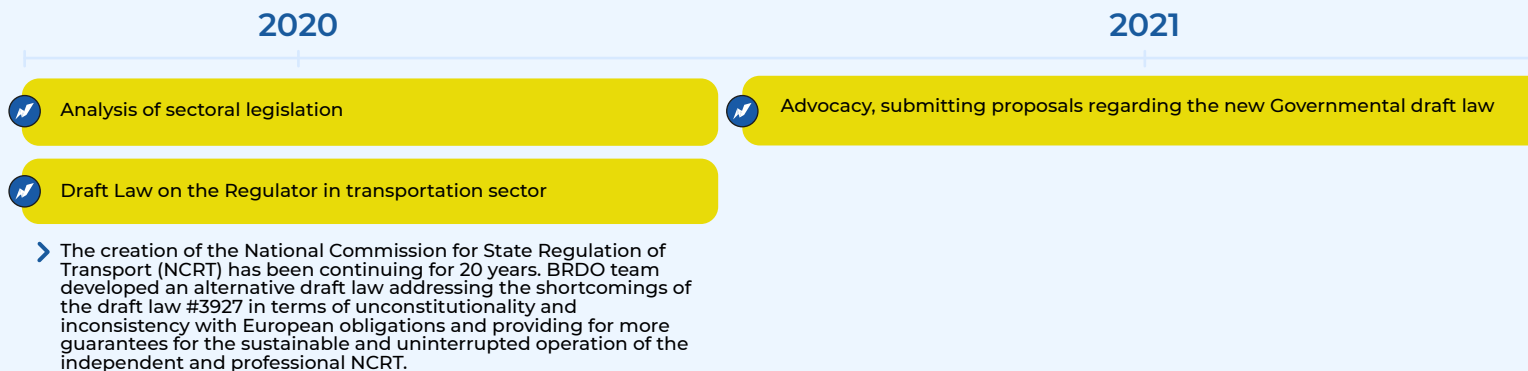 2020
2021
Analysis of sectoral legislation
Advocacy, submitting proposals regarding the new Governmental draft law
Draft Law on the Regulator in transportation sector
The creation of the National Commission for State Regulation of
Transport (NCRT) has been continuing for 20 years. BRDO team
developed an alternative draft law addressing the shortcomings of
the draft law #3927 in terms of unconstitutionality and
inconsistency with European obligations and providing for more
guarantees for the sustainable and uninterrupted operation of the
independent and professional NCRT.